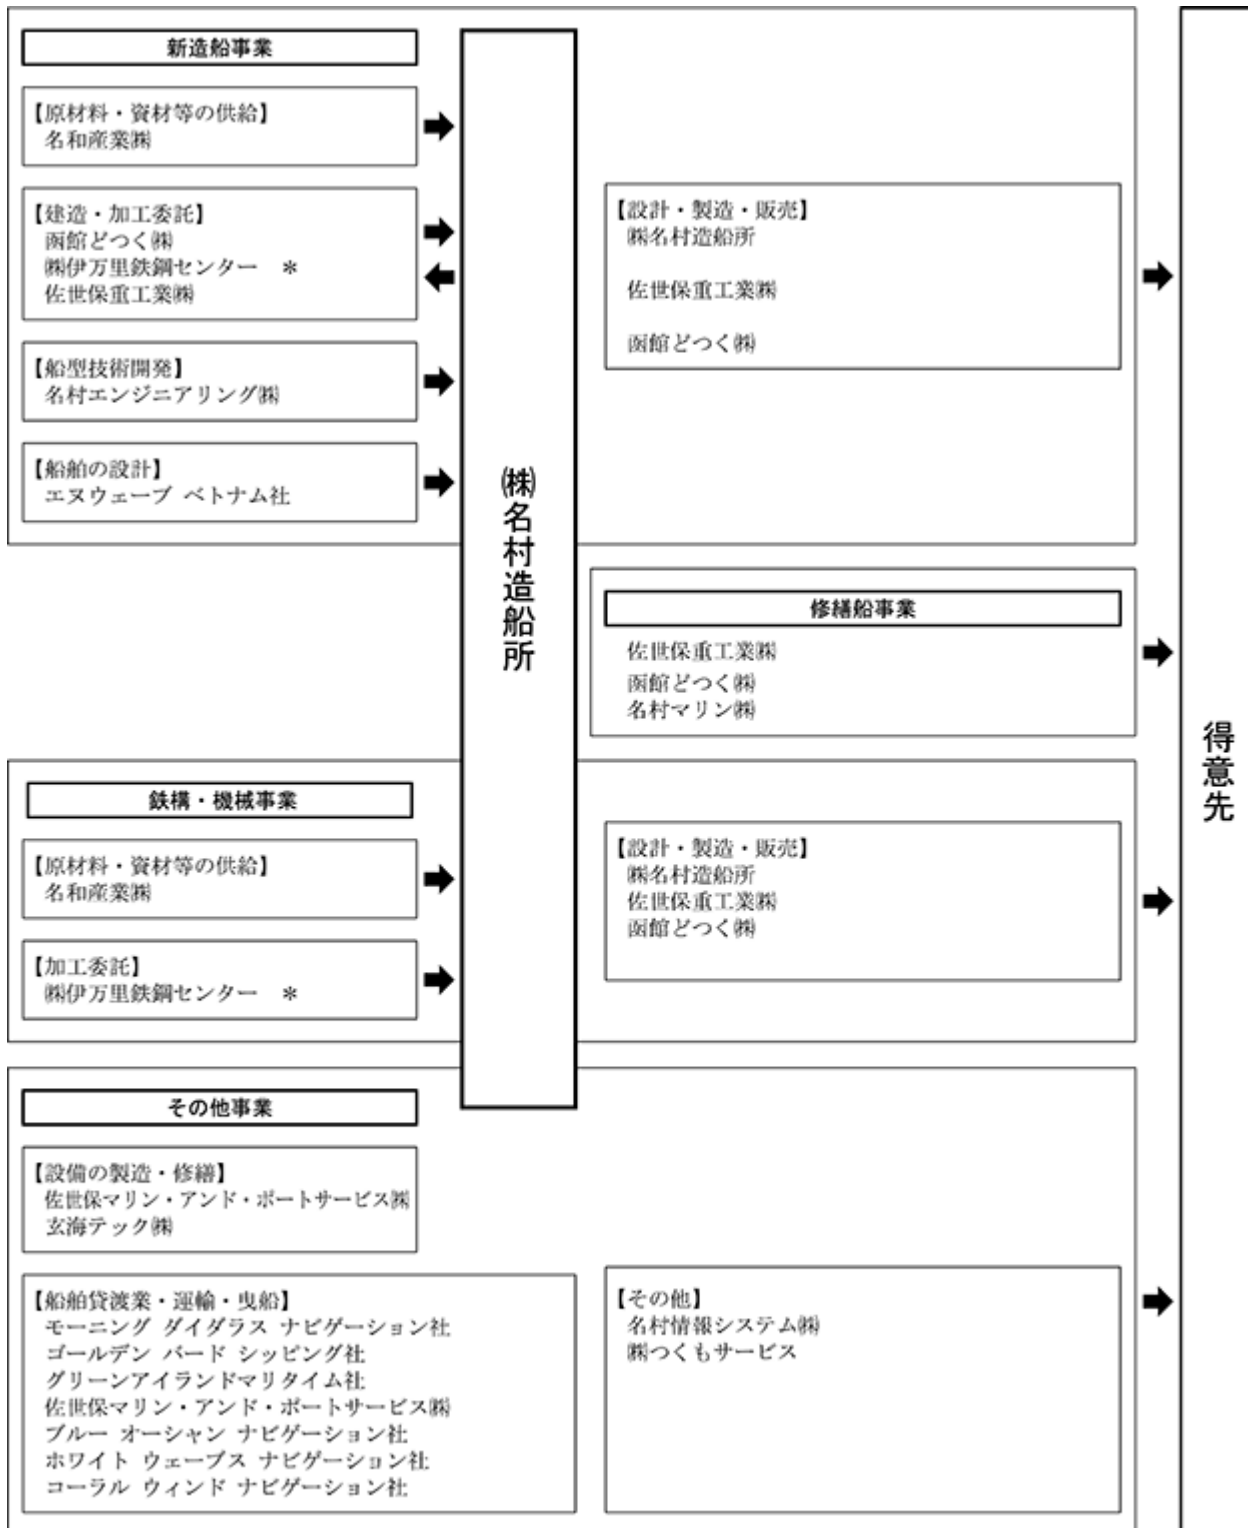 新造船事業
【原材料・資材等の供給】
名和産業㈱
【建造・加工委託】
函館どつく㈱
㈱伊万里鉄鋼センター ＊
佐世保重工業㈱
【船型技術開発】
名村エンジニアリング㈱
【船舶の設計】
エヌウェーブ ベトナム社
㈱名村造船所
【設計・製造・販売】
㈱名村造船所
佐世保重工業㈱
函館どつく㈱
修繕船事業
佐世保重工業㈱
函館どつく㈱
名村マリン㈱
鉄構・機械事業
【原材料・資材等の供給】
名和産業㈱
【加工委託】
㈱伊万里鉄鋼センター ＊
【設計・製造・販売】
㈱名村造船所
佐世保重工業㈱
函館どつく㈱
その他事業
【設備の製造・修繕】
佐世保マリン・アンド・ポートサービス㈱
玄海テック㈱
【船舶貸渡業・運輸・曳船】
モーニング ダイダラス ナビゲーション社
ゴールデン バード シッピング社
グリーンアイランドマリタイム社
佐世保マリン・アンド・ポートサービス㈱
ブルー オーシャン ナビゲーション社
ホワイト ウェーブス ナビゲーション社
コーラル ウィンド ナビゲーション社
【その他】
名村情報システム㈱
㈱つくもサービス
得意先